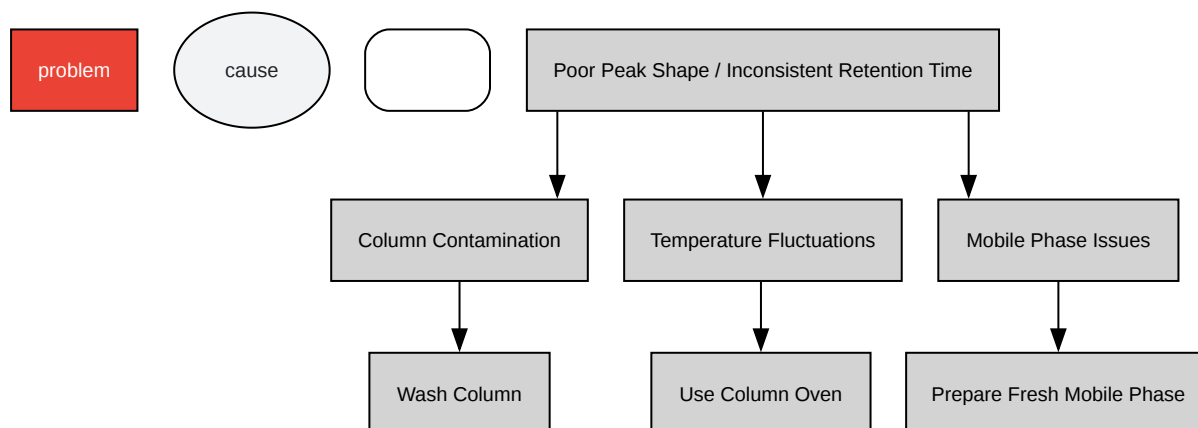 problem
cause
Poor Peak Shape / Inconsistent Retention Time
Column Contamination
Temperature Fluctuations
Mobile Phase Issues
Wash Column
Use Column Oven
Prepare Fresh Mobile Phase